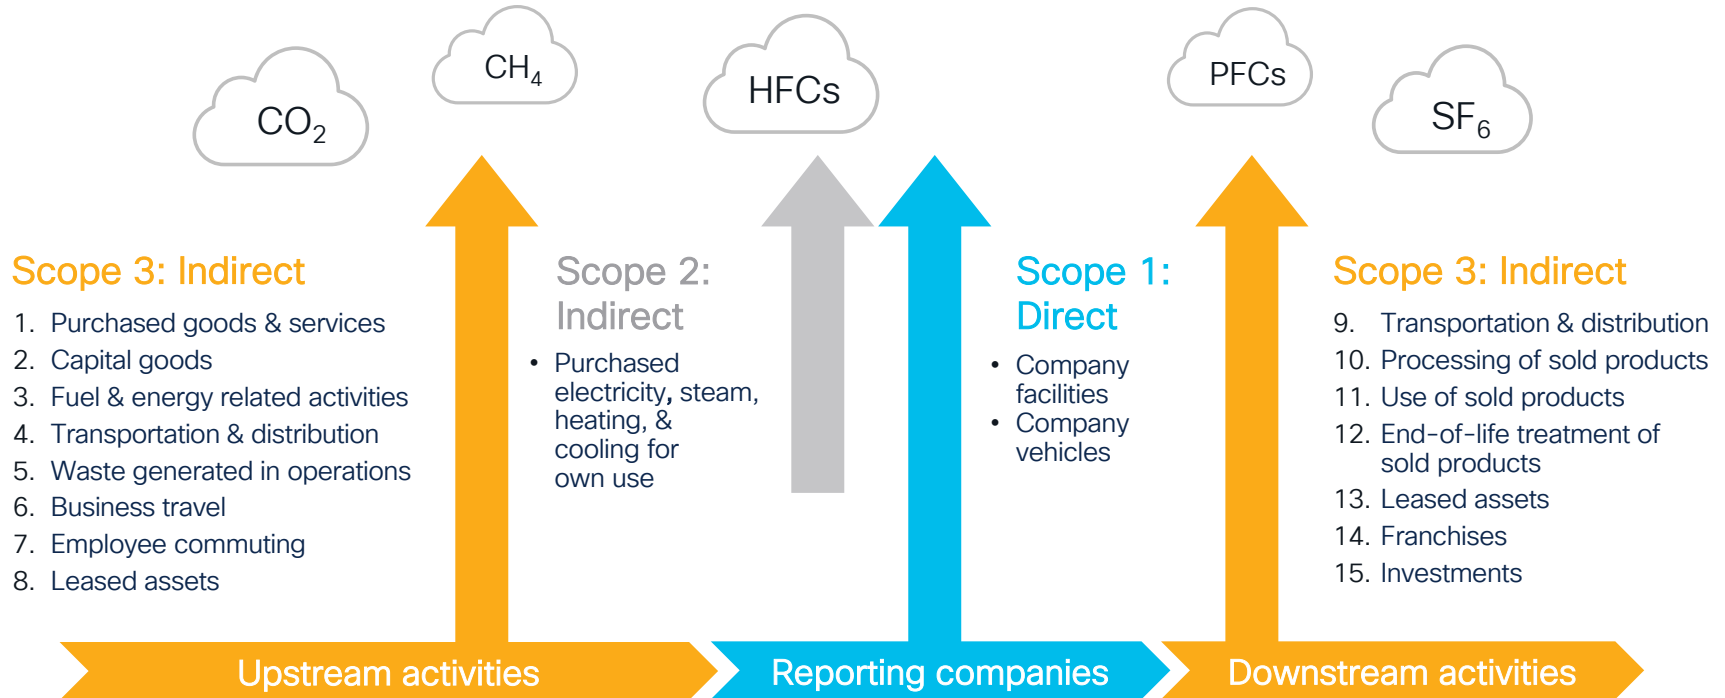 CO₂
CH₄
HFCs
PFCs
SF₆
Scope 3: Indirect
1. Purchased goods & services
2. Capital goods
3. Fuel & energy related activities
4. Transportation & distribution
5. Waste generated in operations
6. Business travel
7. Employee commuting
8. Leased assets
Scope 2:
Indirect
• Purchased
electricity, steam,
heating, &
cooling for
own use
Scope 1:
Direct
• Company
facilities
• Company
vehicles
Scope 3: Indirect
9. Transportation & distribution
10. Processing of sold products
11. Use of sold products
12. End-of-life treatment of
sold products
13. Leased assets
14. Franchises
15. Investments
Upstream activities
Reporting companies
Downstream activities